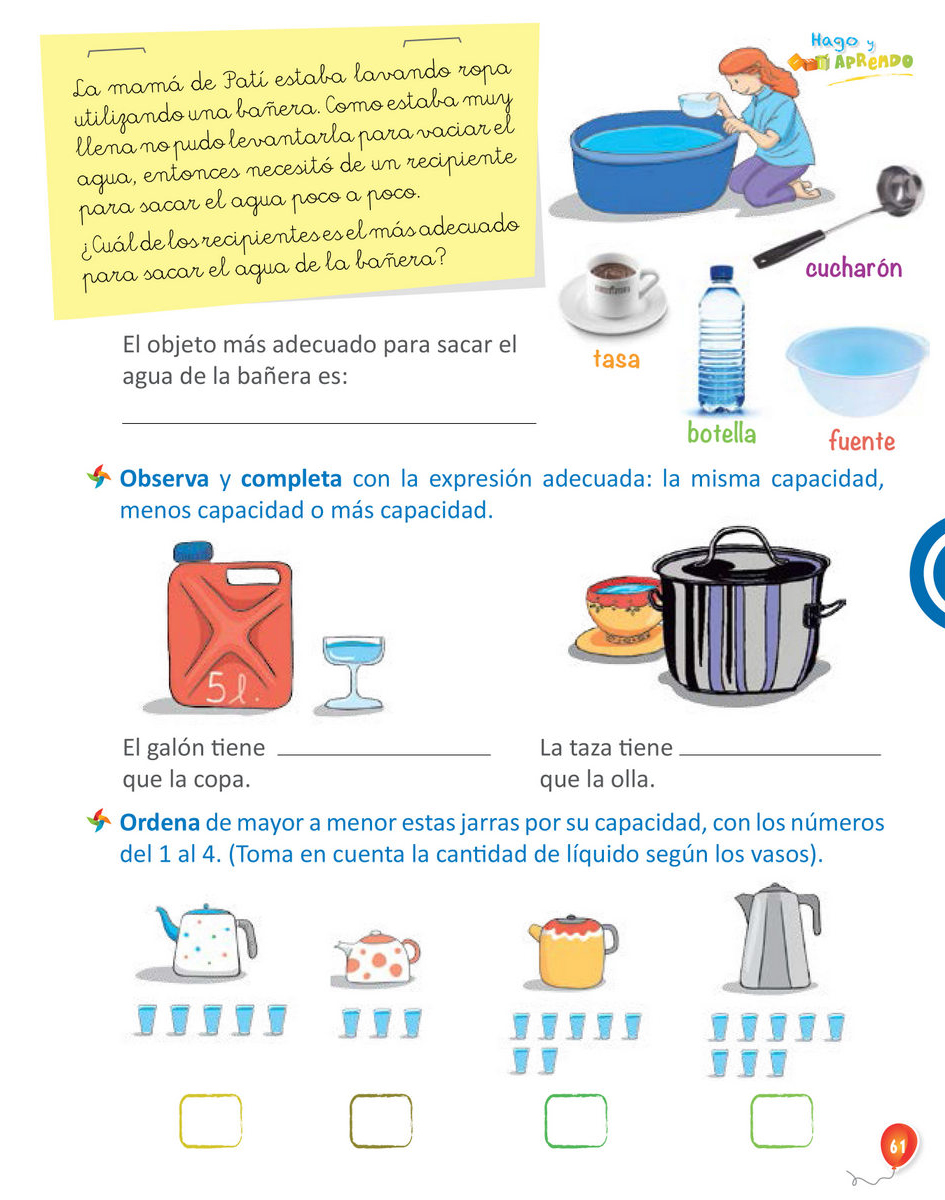 Hago y
Tí APRENDO
La mamá de Patí estaba lavando ropa
utilizando una bañera. Como estaba muy
llena no pudo levantarla para vaciar el
agua, entonces necesitó de un recipiente
para sacar el agua poco a poco.
¿Cuál de los recipientes es el más adecuado
para sacar el agua de la bañera?
cucharón
tasa
botella
fuente
El objeto más adecuado para sacar el
agua de la bañera es:
Observa y completa con la expresión adecuada: la misma capacidad,
menos capacidad o más capacidad.
5 l.
El galón tiene
que la copa.
La taza tiene
que la olla.
Ordena de mayor a menor estas jarras por su capacidad, con los números
del 1 al 4. (Toma en cuenta la cantidad de líquido según los vasos).
61